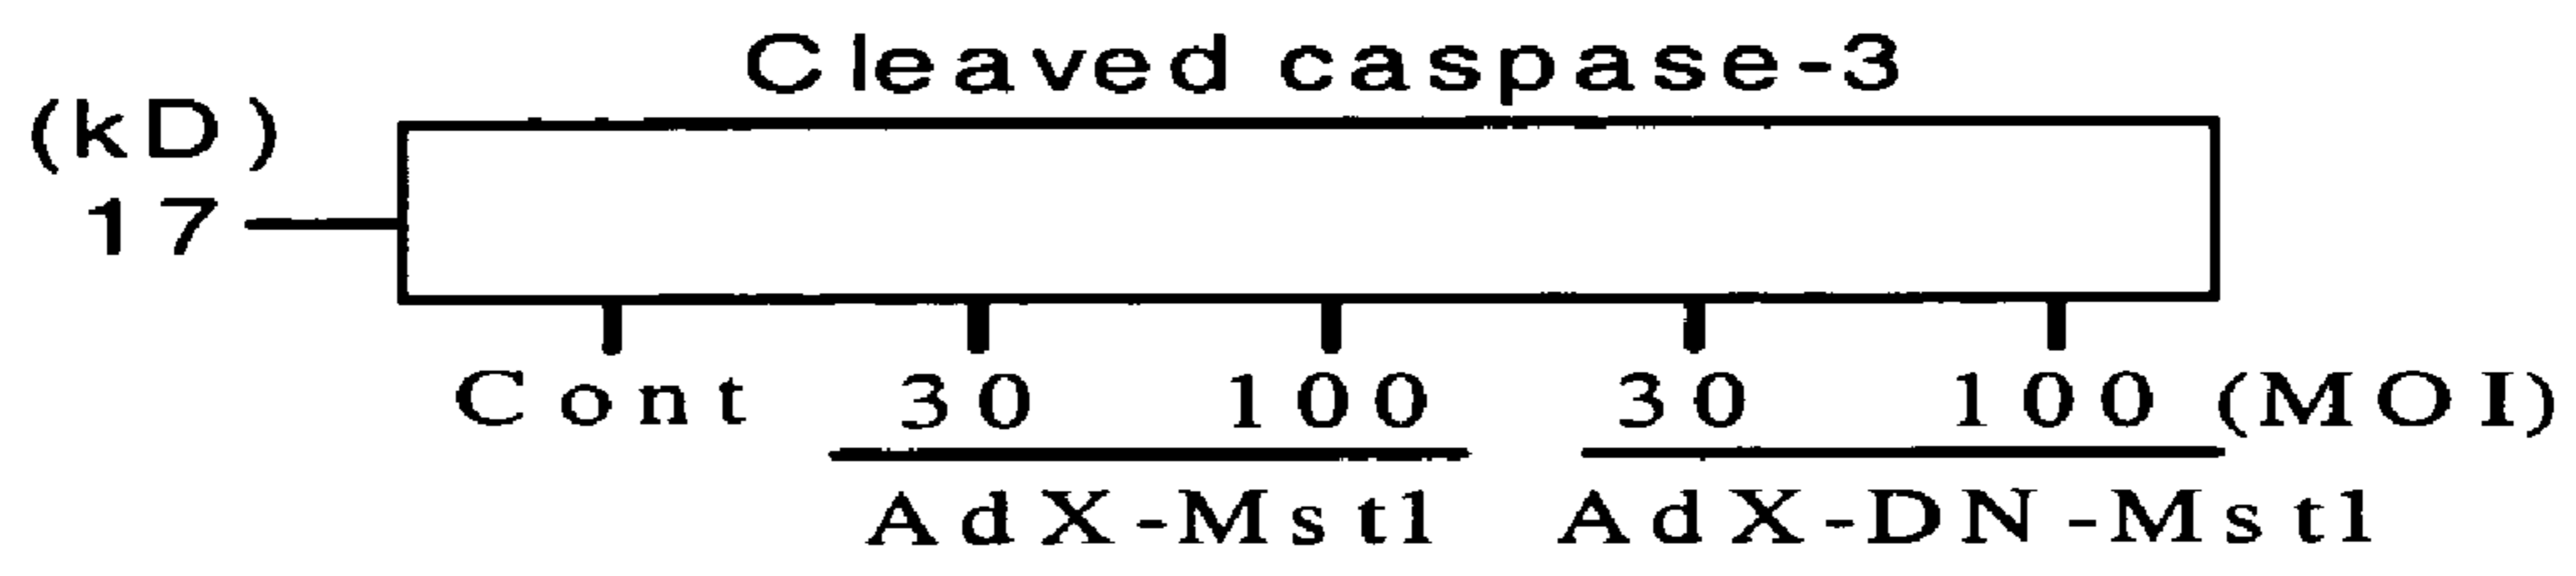 Cleaved caspase-3
(kD)
17
Cont 30 100 30 100 (MOI)
AdX-Mst1 AdX-DN-Mst1